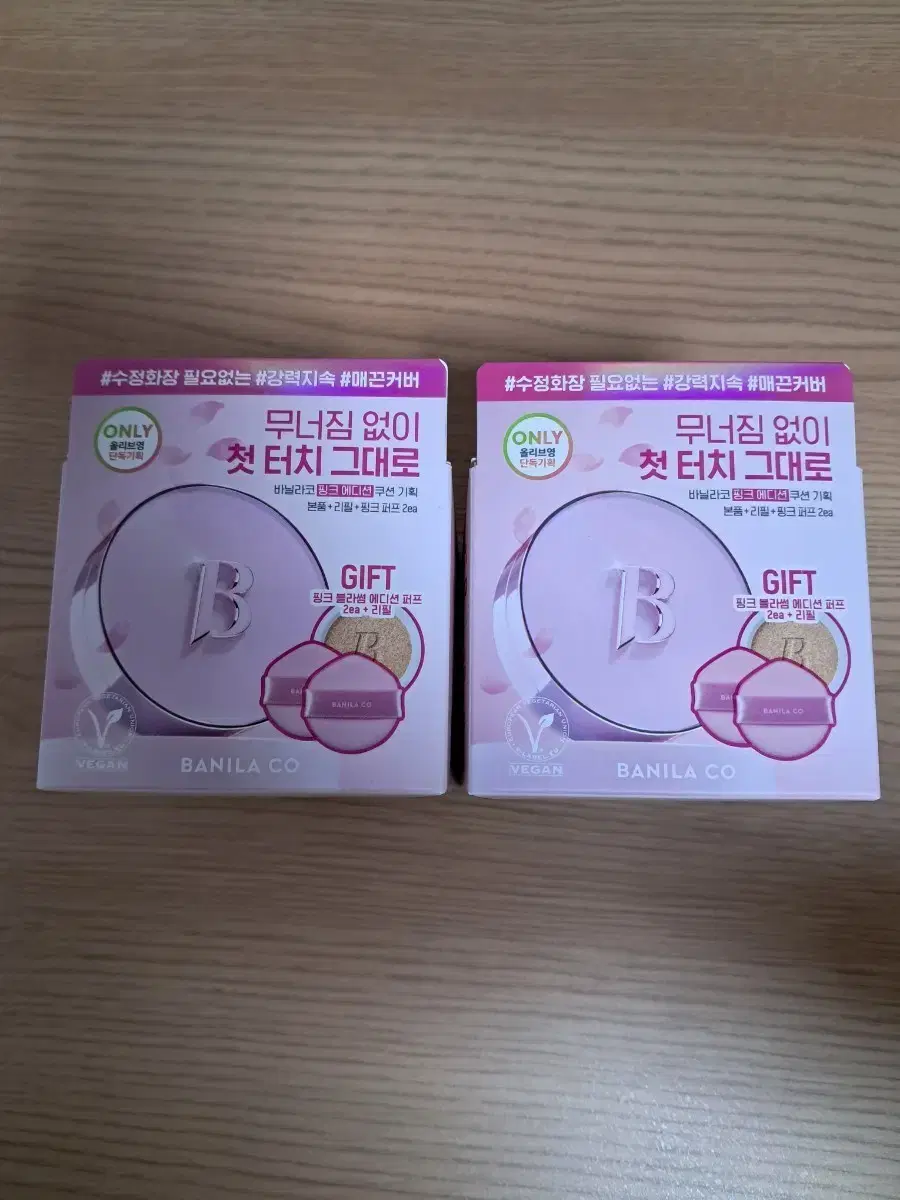 #수정화장 필요없는 #강력지속 #매끈커버
ONLY
올리브영
단독기획
무너짐 없이
첫 터치 그대로
바닐라코 핑크 에디션 쿠션 기획
본품+리필+핑크 퍼프 2ea
B
GIFT
핑크 블라썸 에디션 퍼프
2ea + 리필
B
BA
BANILA CO
V
VEGAN
BANILA CO
#수정화장 필요없는 #강력지속 #매끈커버
ONLY
올리브영
단독기획
무너짐 없이
첫 터치 그대로
바닐라코 핑크 에디션 쿠션 기획
본품+리필+핑크 퍼프 2ea
B
GIFT
핑크 블라썸 에디션 퍼프
2ea + 리필
B
BANI
BANILA CO
V
VEGAN
BANILA CO